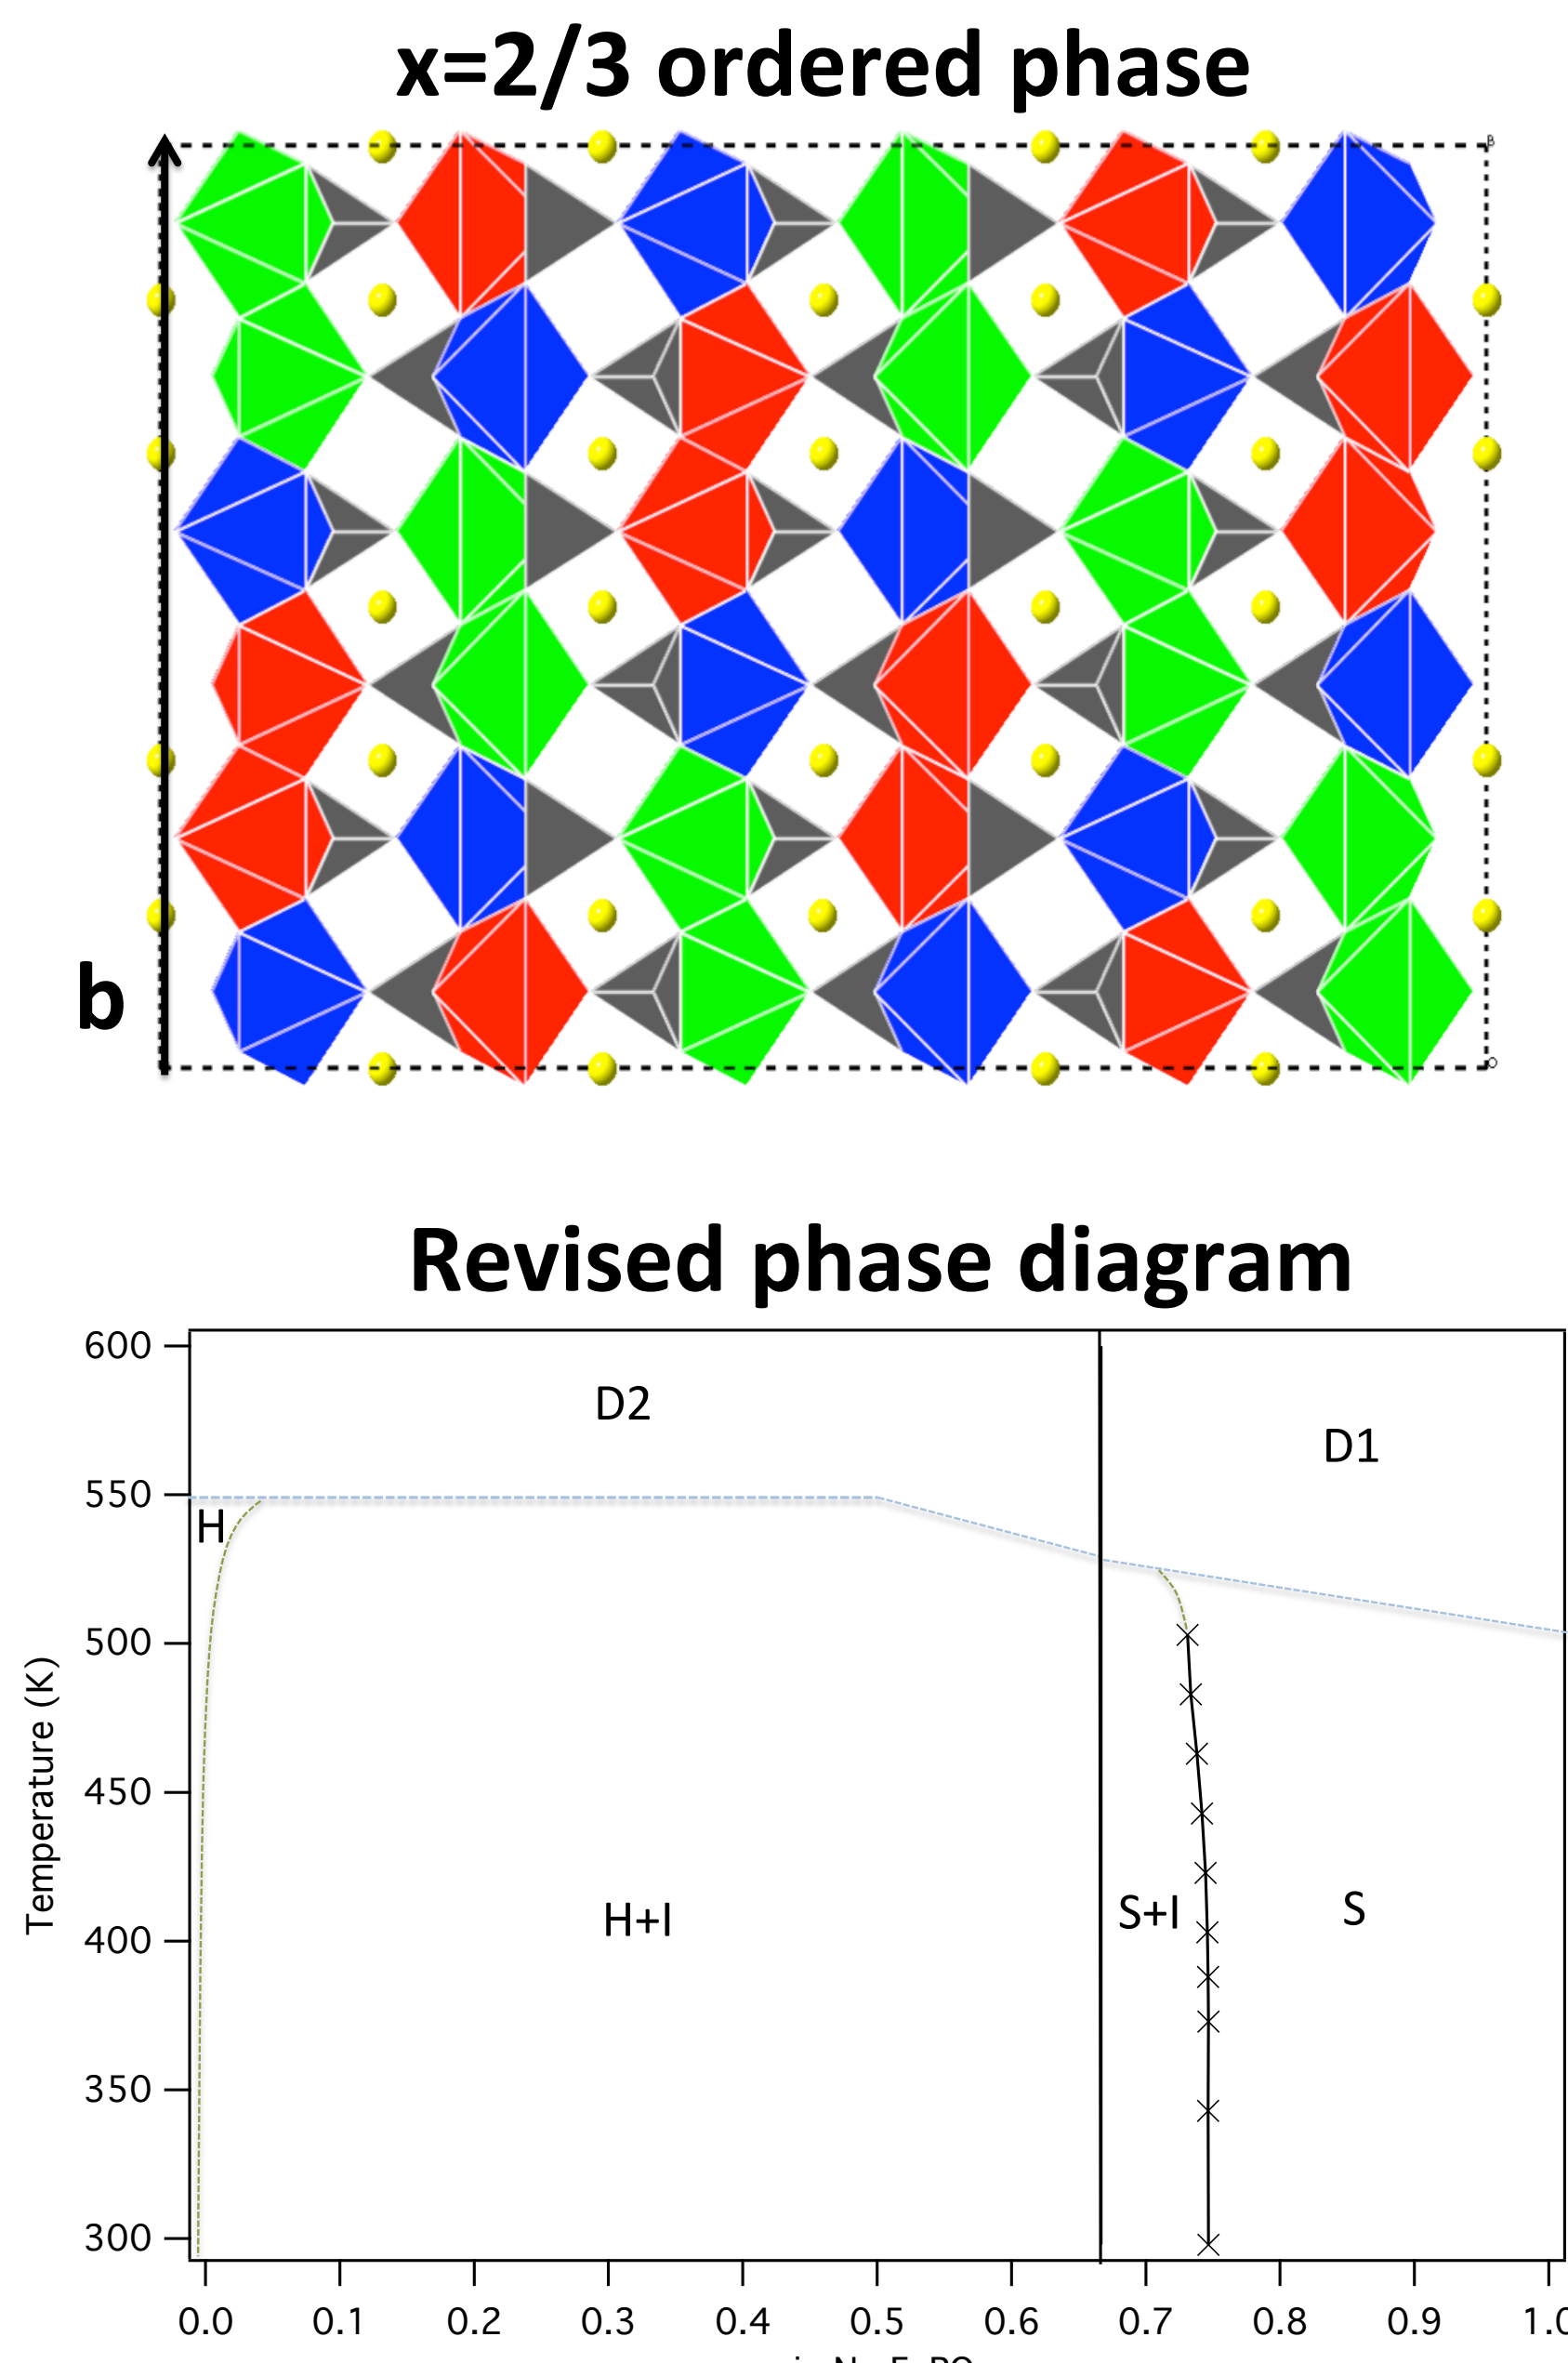 x=2/3 ordered phase
B
b
O
Revised phase diagram
600
D2
D1
550
H
500
Temperature (K)
450
S+I
S
H+I
400
350
300
0.0 0.1 0.2 0.3 0.4 0.5 0.6 0.7 0.8 0.9